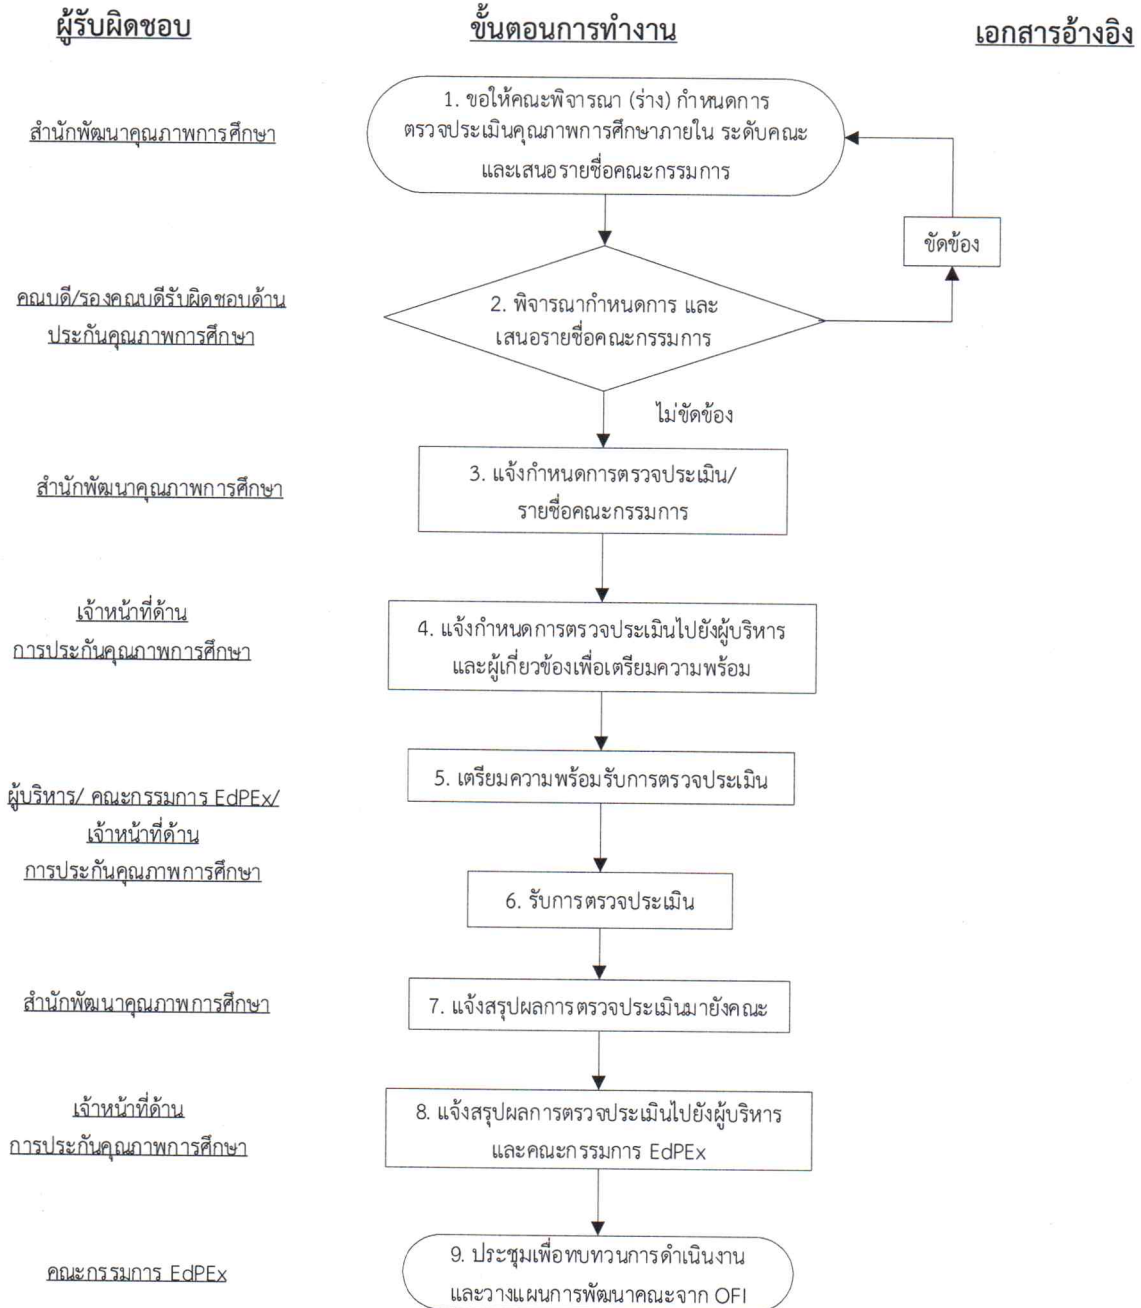 ผู้รับผิดชอบ
ขั้นตอนการทำงาน
เอกสารอ้างอิง
สำนักพัฒนาคุณภาพการศึกษา
1. ขอให้คณะพิจารณา (ร่าง) กำหนดการ
ตรวจประเมินคุณภาพการศึกษาภายใน ระดับคณะ
และเสนอรายชื่อคณะกรรมการ
ขัดข้อง
คณบดี/รองคณบดีรับผิดชอบด้าน
ประกันคุณภาพการศึกษา
2. พิจารณากำหนดการ และ
เสนอรายชื่อคณะกรรมการ
ไม่ขัดข้อง
สำนักพัฒนาคุณภาพการศึกษา
3. แจ้งกำหนดการตรวจประเมิน/
รายชื่อคณะกรรมการ
เจ้าหน้าที่ด้าน
การประกันคุณภาพการศึกษา
4. แจ้งกำหนดการตรวจประเมินไปยังผู้บริหาร
และผู้เกี่ยวข้องเพื่อเตรียมความพร้อม
5. เตรียมความพร้อมรับการตรวจประเมิน
ผู้บริหาร/ คณะกรรมการ EdPEx/
เจ้าหน้าที่ด้าน
การประกันคุณภาพการศึกษา
6. รับการตรวจประเมิน
สำนักพัฒนาคุณภาพการศึกษา
7. แจ้งสรุปผลการตรวจประเมินมายังคณะ
เจ้าหน้าที่ด้าน
การประกันคุณภาพการศึกษา
8. แจ้งสรุปผลการตรวจประเมินไปยังผู้บริหาร
และคณะกรรมการ EdPEx
คณะกรรมการ EdPEx
9. ประชุมเพื่อทบทวนการดำเนินงาน
และวางแผนการพัฒนาคณะจาก OFI